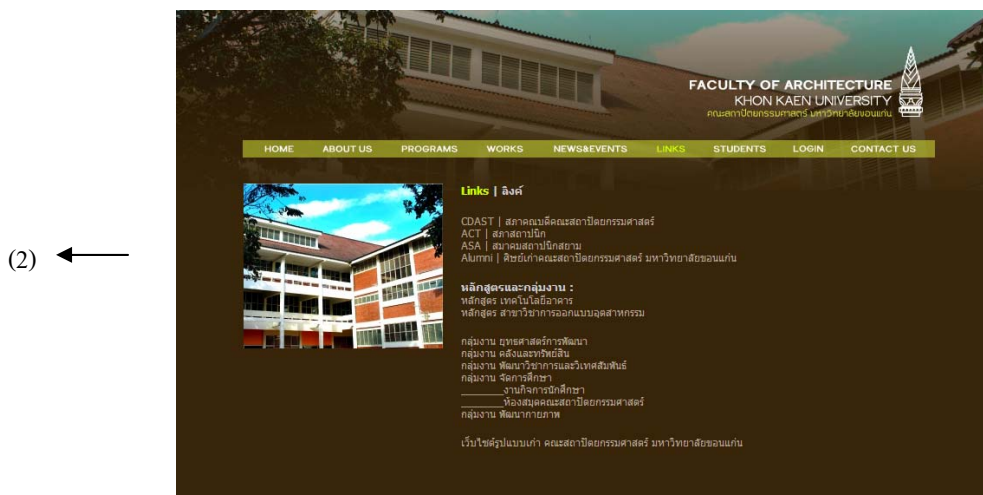 FACULTY OF ARCHITECTURE
KHON KAEN UNIVERSITY
คณะสถาปัตยกรรมศาสตร์ มหาวิทยาลัยขอนแก่น
HOME ABOUT US PROGRAMS WORKS NEWS&EVENTS LINKS STUDENTS LOGIN CONTACT US
Links | ลิงค์
CDAST | สภาคณบดีคณะสถาปัตยกรรมศาสตร์
ACT | สภาสถาปนิก
ASA | สมาคมสถาปนิกสยาม
Alumni | ศิษย์เก่าคณะสถาปัตยกรรมศาสตร์ มหาวิทยาลัยขอนแก่น
(2)
หลักสูตรและกลุ่มงาน :
หลักสูตร เทคโนโลยีอาคาร
หลักสูตร สาขาวิชาการออกแบบอุตสาหกรรม
กลุ่มงาน ยุทธศาสตร์การพัฒนา
กลุ่มงาน คลังและทรัพย์สิน
กลุ่มงาน พัฒนาวิชาการและวิเทศสัมพันธ์
กลุ่มงาน จัดการศึกษา
_______งานกิจการนักศึกษา
_______ห้องสมุดคณะสถาปัตยกรรมศาสตร์
กลุ่มงาน พัฒนากายภาพ
เว็บไซต์รูปแบบเก่า คณะสถาปัตยกรรมศาสตร์ มหาวิทยาลัยขอนแก่น